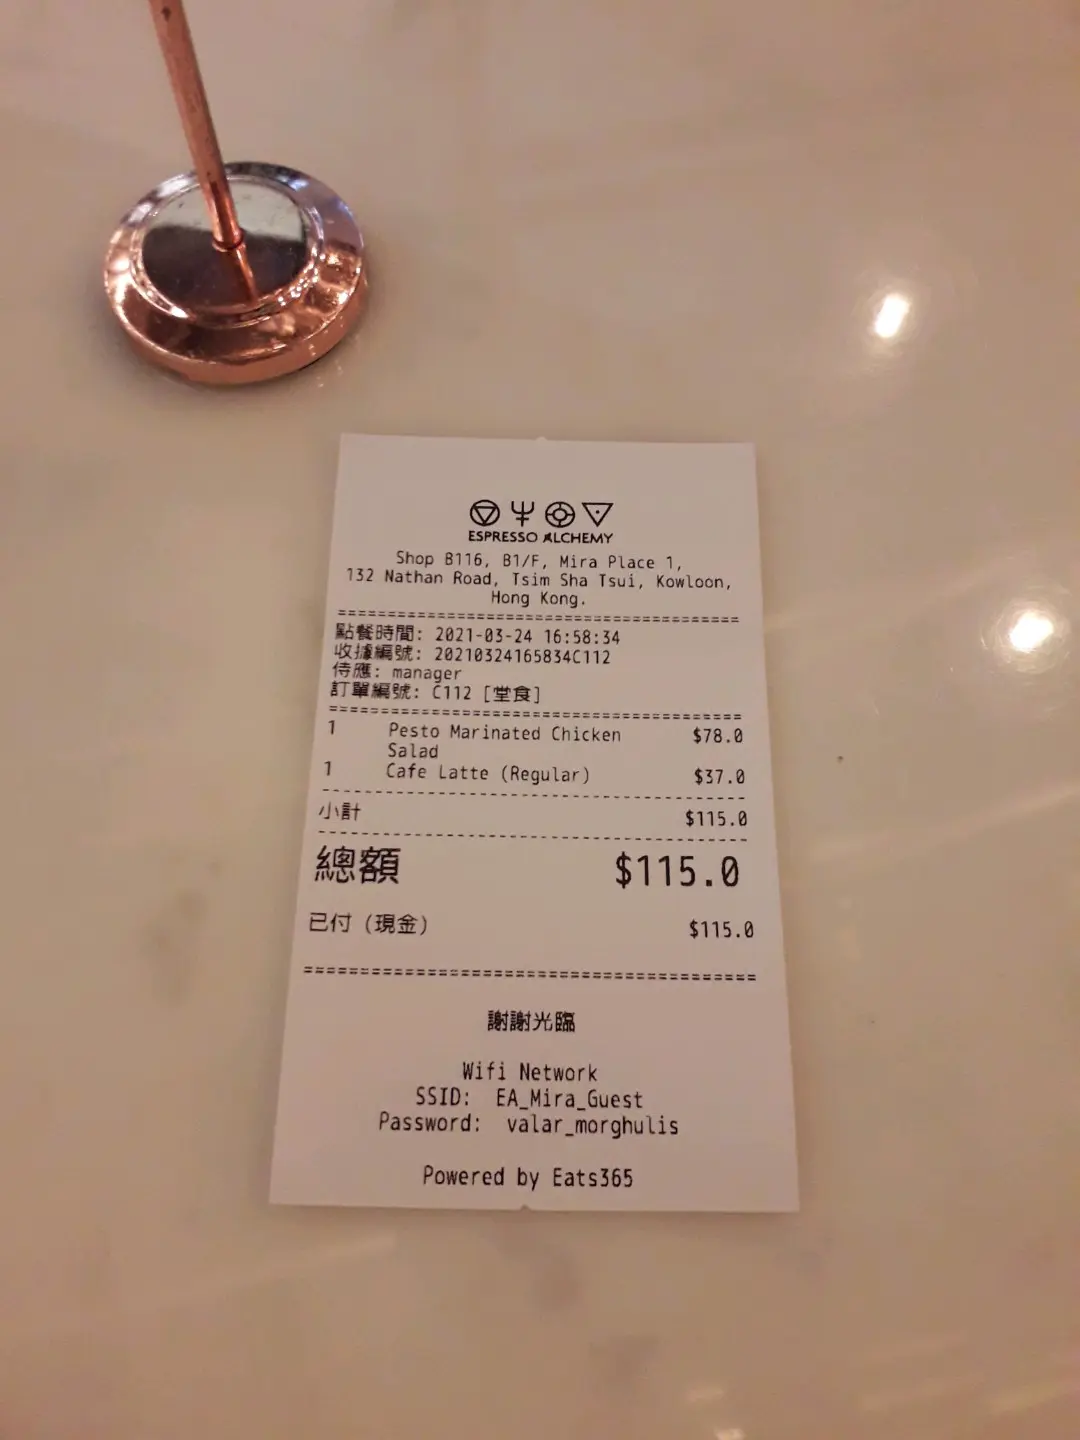 ESPRESSO ALCHEMY
Shop B116, B1/F, Mira Place 1,
132 Nathan Road, Tsim Sha Tsui, Kowloon,
Hong Kong.
========================================
點餐時間: 2021-03-24 16:58:34
收據編號: 20210324165834C112
侍應: manager
訂單編號: C112 [堂食]
========================================
1 Pesto Marinated Chicken $78.0
Salad
1 Cafe Latte (Regular) $37.0
----------------------------------------
小計 $115.0
----------------------------------------
總額 $115.0
已付 (現金) $115.0
========================================
謝謝光臨
Wifi Network
SSID: EA_Mira_Guest
Password: valar_morghulis
Powered by Eats365